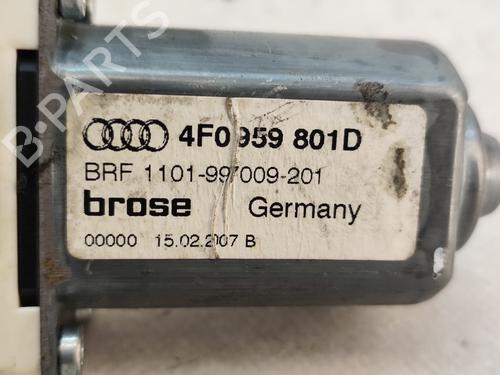 B-PARTS
4F0 959 801D
BRF 1101-997009-201
brose Germany
00000 15.02.2007 B